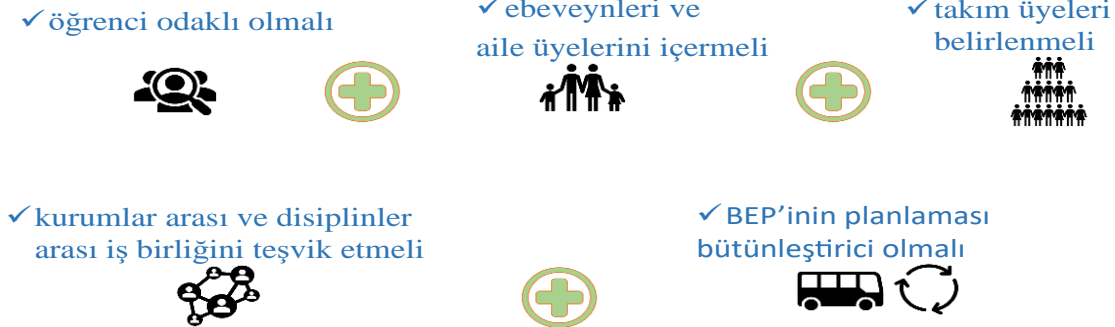 ✓ öğrenci odaklı olmalı
✓ ebeveynleri ve
aile üyelerini içermeli
✓ takım üyeleri
belirlenmeli
✓ kurumlar arası ve disiplinler
arası iş birliğini teşvik etmeli
✓ BEP’inin planlaması
bütünleştirici olmalı